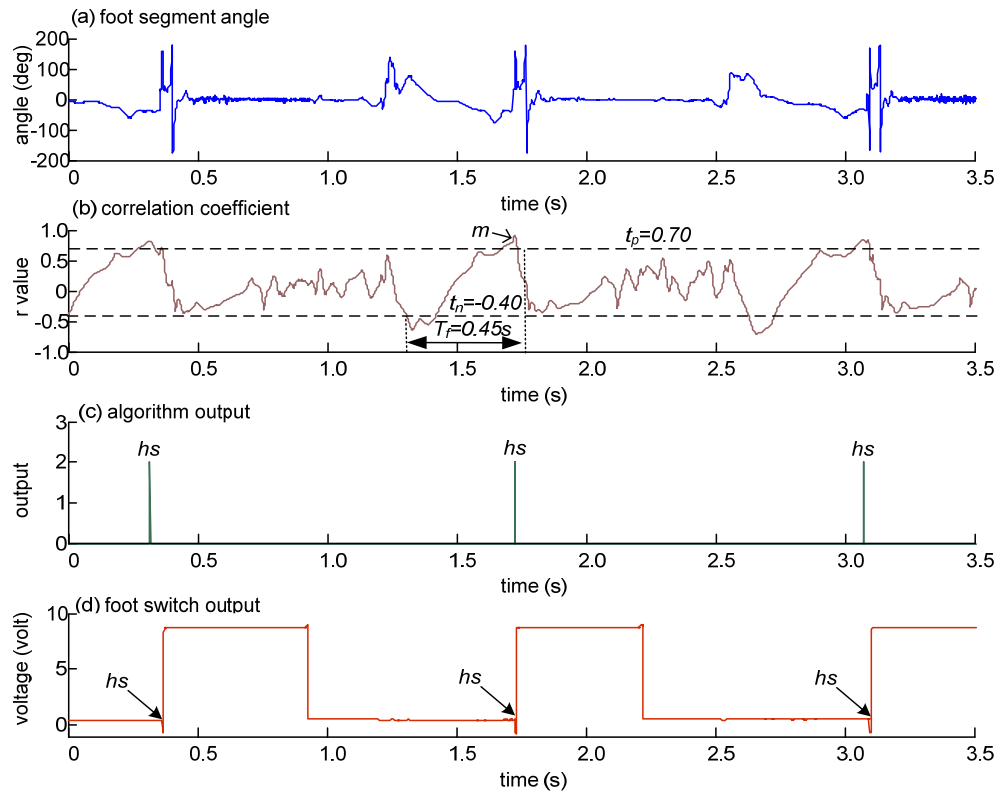 (a) foot segment angle
angle (deg)
200
100
0
-100
-200
0 0.5 1.0 1.5 2.0 2.5 3.0 3.5
time (s)
(b) correlation coefficient
r value
1.0
0.5
0.0
-0.5
-1.0
m
tp=0.70
tn=-0.40
Tf=0.45s
0 0.5 1.0 1.5 2.0 2.5 3.0 3.5
time (s)
(c) algorithm output
output
3
2
1
0
hs
hs
hs
0 0.5 1.0 1.5 2.0 2.5 3.0 3.5
time (s)
(d) foot switch output
voltage (volt)
10
5
0
hs
hs
hs
0 0.5 1.0 1.5 2.0 2.5 3.0 3.5
time (s)